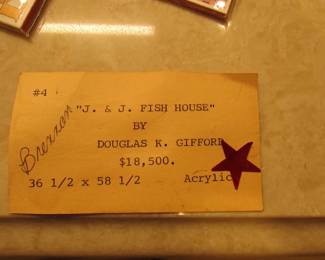 #4
Brennan
"J. & J. FISH HOUSE"
BY
DOUGLAS K. GIFFORD
$18,500.
36 1/2 x 58 1/2 Acrylic